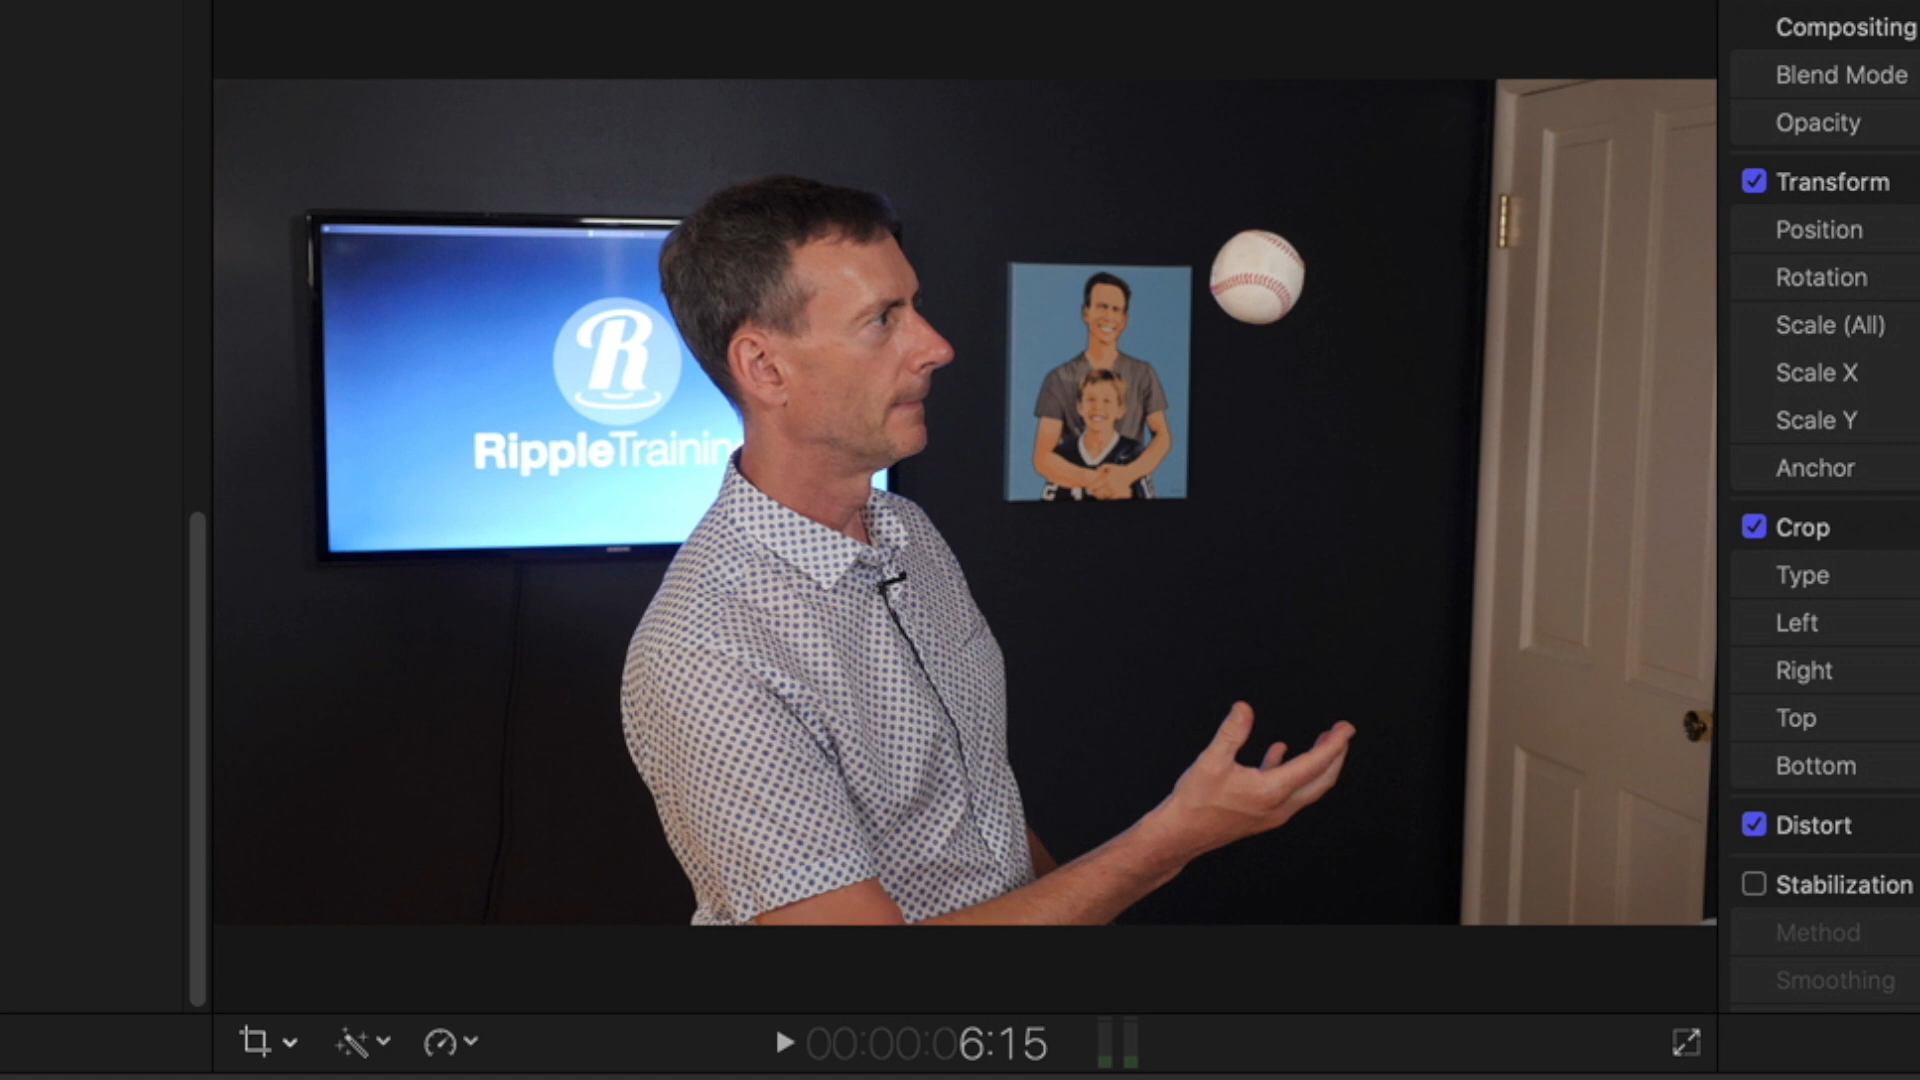 Compositing
Blend Mode
Opacity
Transform
Position
Rotation
Scale (All)
Scale X
Scale Y
Anchor
Crop
Type
Left
Right
Top
Bottom
Distort
Stabilization
Method
Smoothing
R
RippleTrainin
00:00:06:15